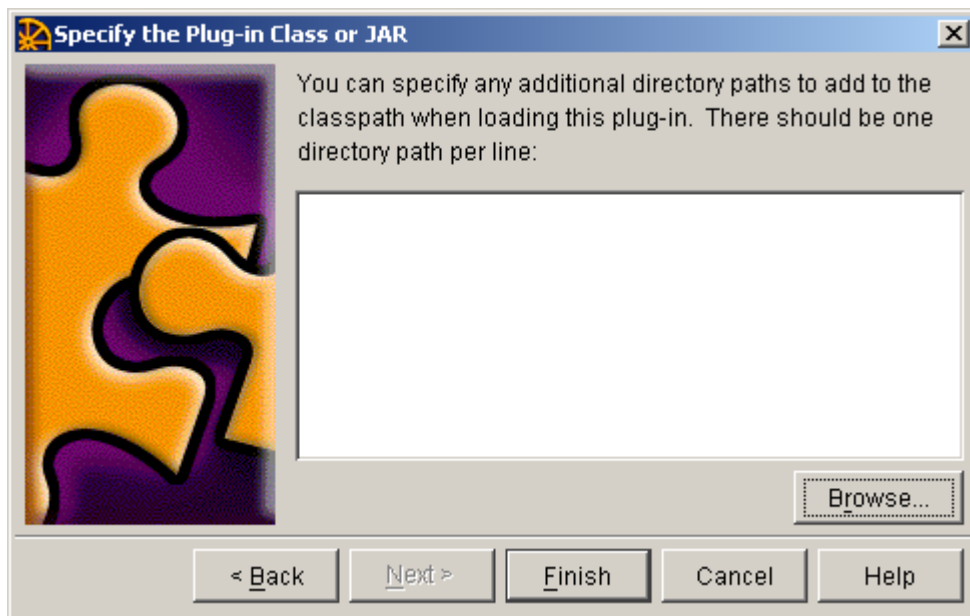 Specify the Plug-in Class or JAR
You can specify any additional directory paths to add to the
classpath when loading this plug-in. There should be one
directory path per line:
Browse...
< Back
Next >
Finish
Cancel
Help